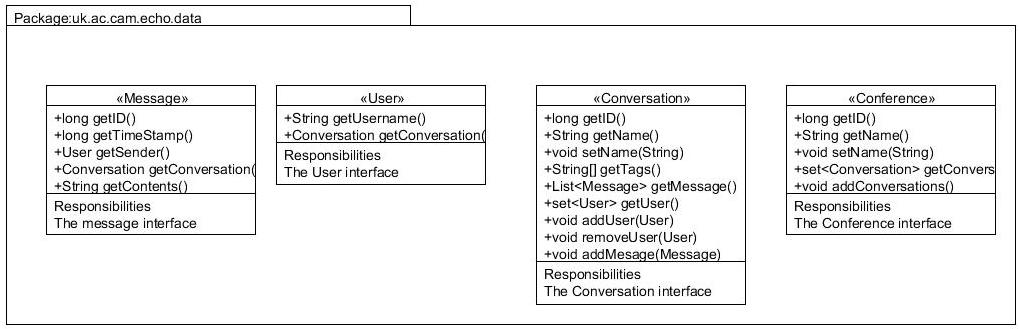 Package:uk.ac.cam.echo.data
«Message»
+long getID()
+long getTimeStamp()
+User getSender()
+Conversation getConversation(
+String getContents()
Responsibilities
The message interface
«User»
+String getUsername()
+Conversation getConversation(
Responsibilities
The User interface
«Conversation»
+long getID()
+String getName()
+void setName(String)
+String[] getTags()
+List<Message> getMessage()
+set<User> getUser()
+void addUser(User)
+void removeUser(User)
+void addMesage(Message)
Responsibilities
The Conversation interface
«Conference»
+long getID()
+String getName()
+void setName(String)
+set<Conversation> getConvers
+void addConversations()
Responsibilities
The Conference interface